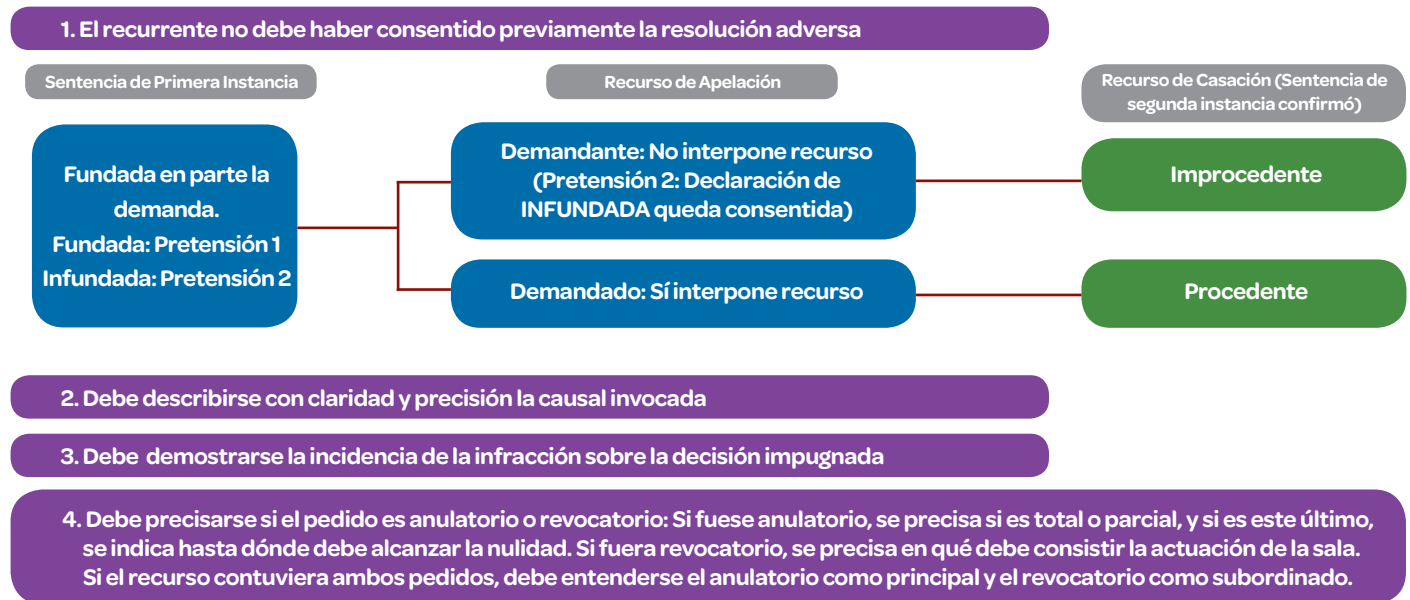 1. El recurrente no debe haber consentido previamente la resolución adversa
Sentencia de Primera Instancia
Recurso de Apelación
Recurso de Casación (Sentencia de
segunda instancia confirmó)
Fundada en parte la
demanda.
Fundada: Pretensión 1
Infundada: Pretensión 2
Demandante: No interpone recurso
(Pretensión 2: Declaración de
INFUNDADA queda consentida)
Improcedente
Demandado: Sí interpone recurso
Procedente
2. Debe describirse con claridad y precisión la causal invocada
3. Debe demostrarse la incidencia de la infracción sobre la decisión impugnada
4. Debe precisarse si el pedido es anulatorio o revocatorio: Si fuese anulatorio, se precisa si es total o parcial, y si es este último,
se indica hasta dónde debe alcanzar la nulidad. Si fuera revocatorio, se precisa en qué debe consistir la actuación de la sala.
Si el recurso contuviera ambos pedidos, debe entenderse el anulatorio como principal y el revocatorio como subordinado.